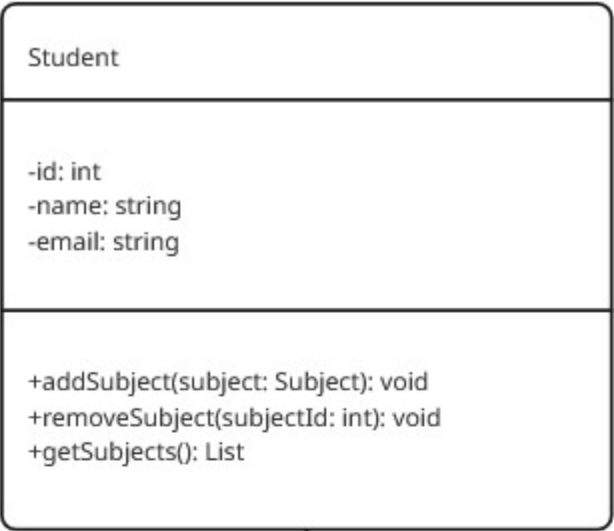 Student
-id: int
-name: string
-email: string
+addSubject(subject: Subject): void
+removeSubject(subjectId: int): void
+getSubjects(): List